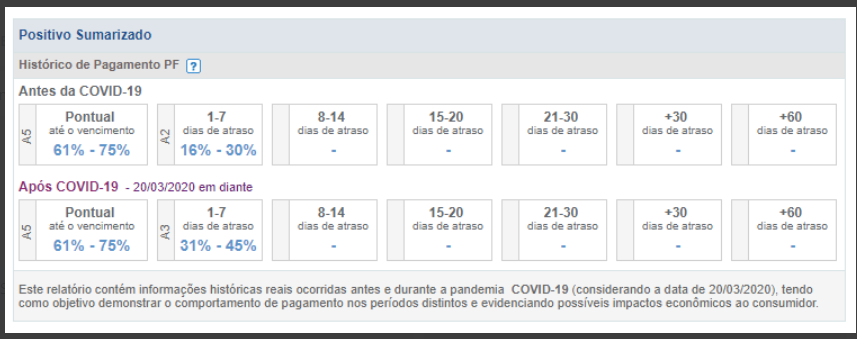 Positivo Sumarizado
Histórico de Pagamento PF ?
Antes da COVID-19
A5 Pontual até o vencimento 61% - 75%
A2 1-7 dias de atraso 16% - 30%
8-14 dias de atraso -
15-20 dias de atraso -
21-30 dias de atraso -
+30 dias de atraso -
+60 dias de atraso -
Após COVID-19 - 20/03/2020 em diante
A5 Pontual até o vencimento 61% - 75%
A3 1-7 dias de atraso 31% - 45%
8-14 dias de atraso -
15-20 dias de atraso -
21-30 dias de atraso -
+30 dias de atraso -
+60 dias de atraso -
Este relatório contém informações históricas reais ocorridas antes e durante a pandemia COVID-19 (considerando a data de 20/03/2020), tendo
como objetivo demonstrar o comportamento de pagamento nos períodos distintos e evidenciando possíveis impactos econômicos ao consumidor.